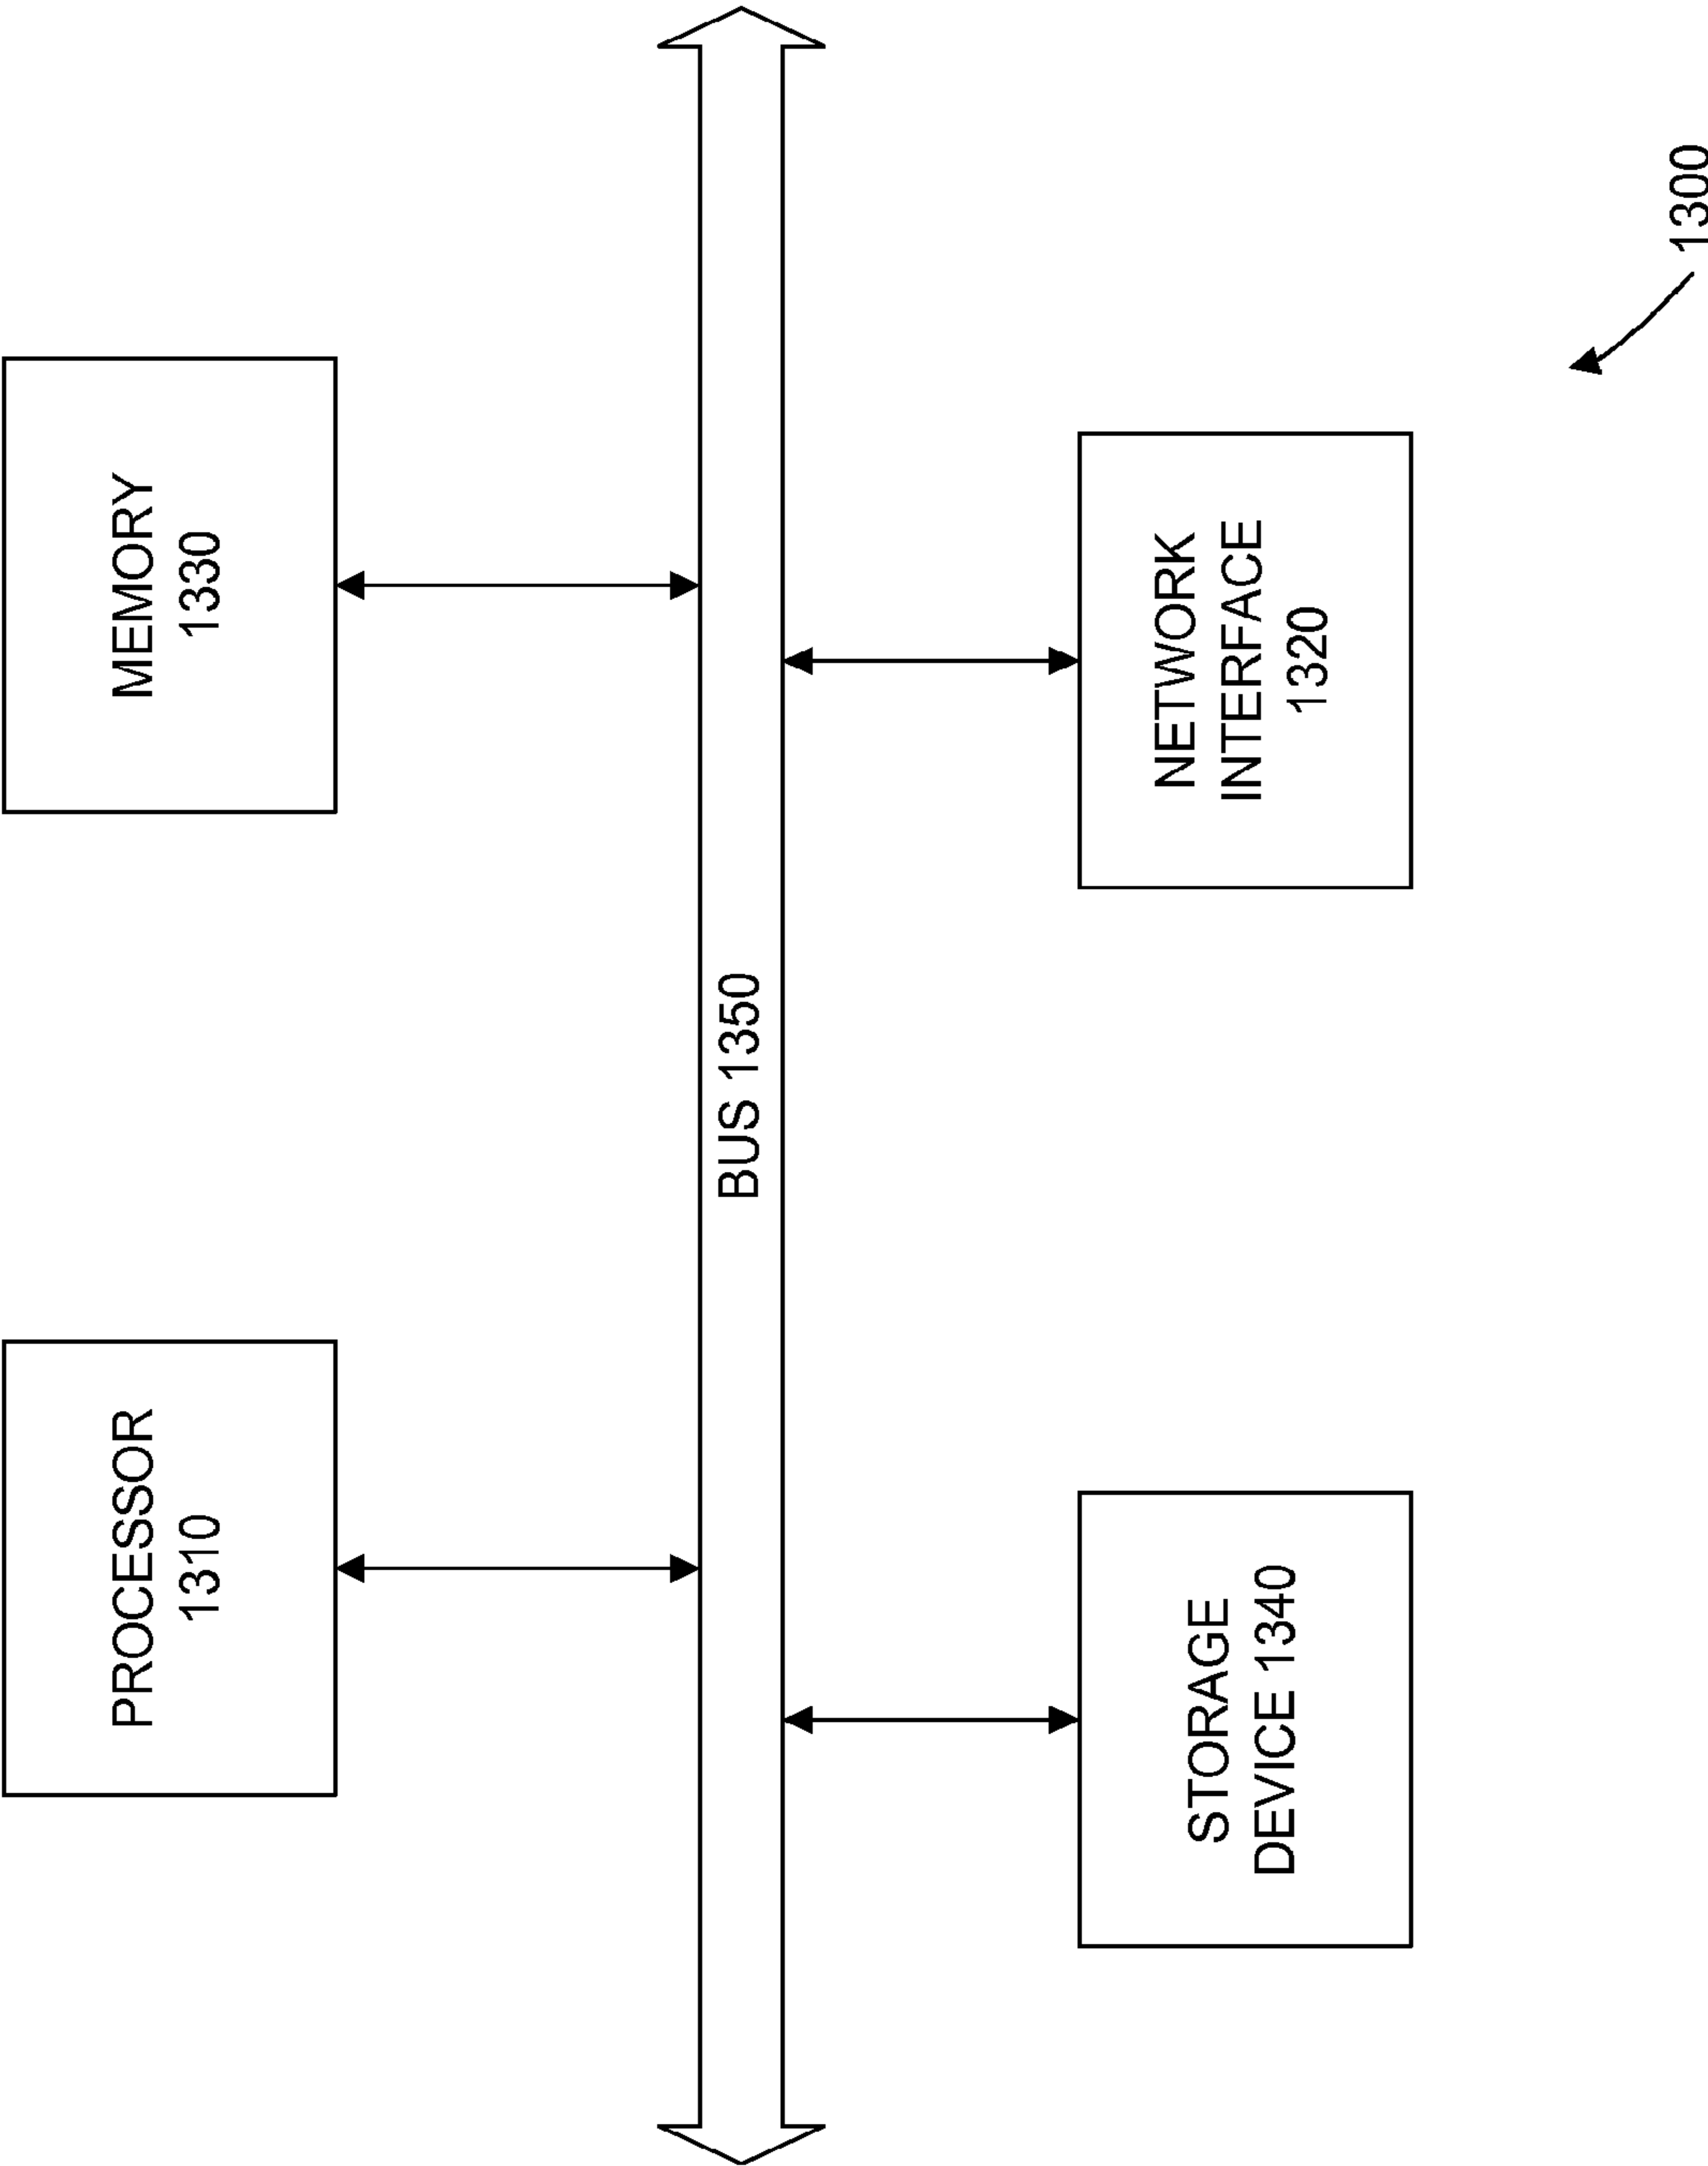 PROCESSOR
1310
MEMORY
1330
BUS 1350
STORAGE
DEVICE 1340
NETWORK
INTERFACE
1320
1300